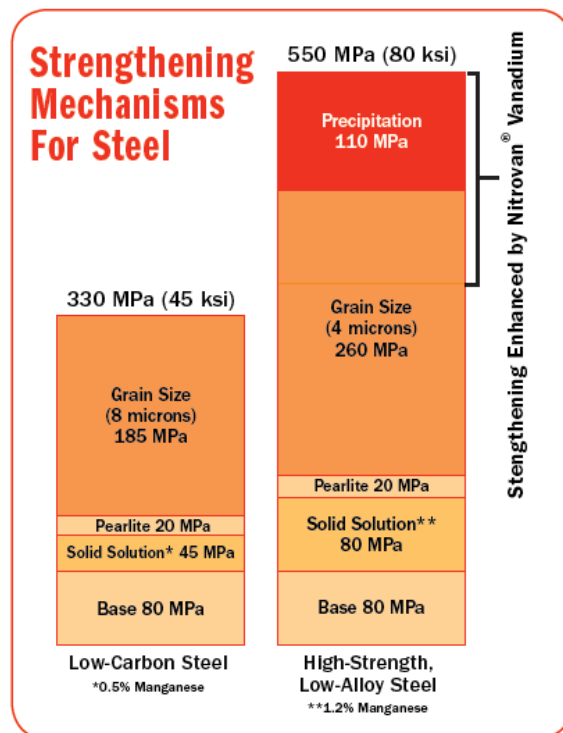 Strengthening
Mechanisms
For Steel
550 MPa (80 ksi)
Precipitation
110 MPa
Grain Size
(4 microns)
260 MPa
Pearlite 20 MPa
Solid Solution**
80 MPa
Base 80 MPa
High-Strength,
Low-Alloy Steel
**1.2% Manganese
330 MPa (45 ksi)
Grain Size
(8 microns)
185 MPa
Pearlite 20 MPa
Solid Solution* 45 MPa
Base 80 MPa
Low-Carbon Steel
*0.5% Manganese
Stengthening Enhanced by Nitrovan® Vanadium